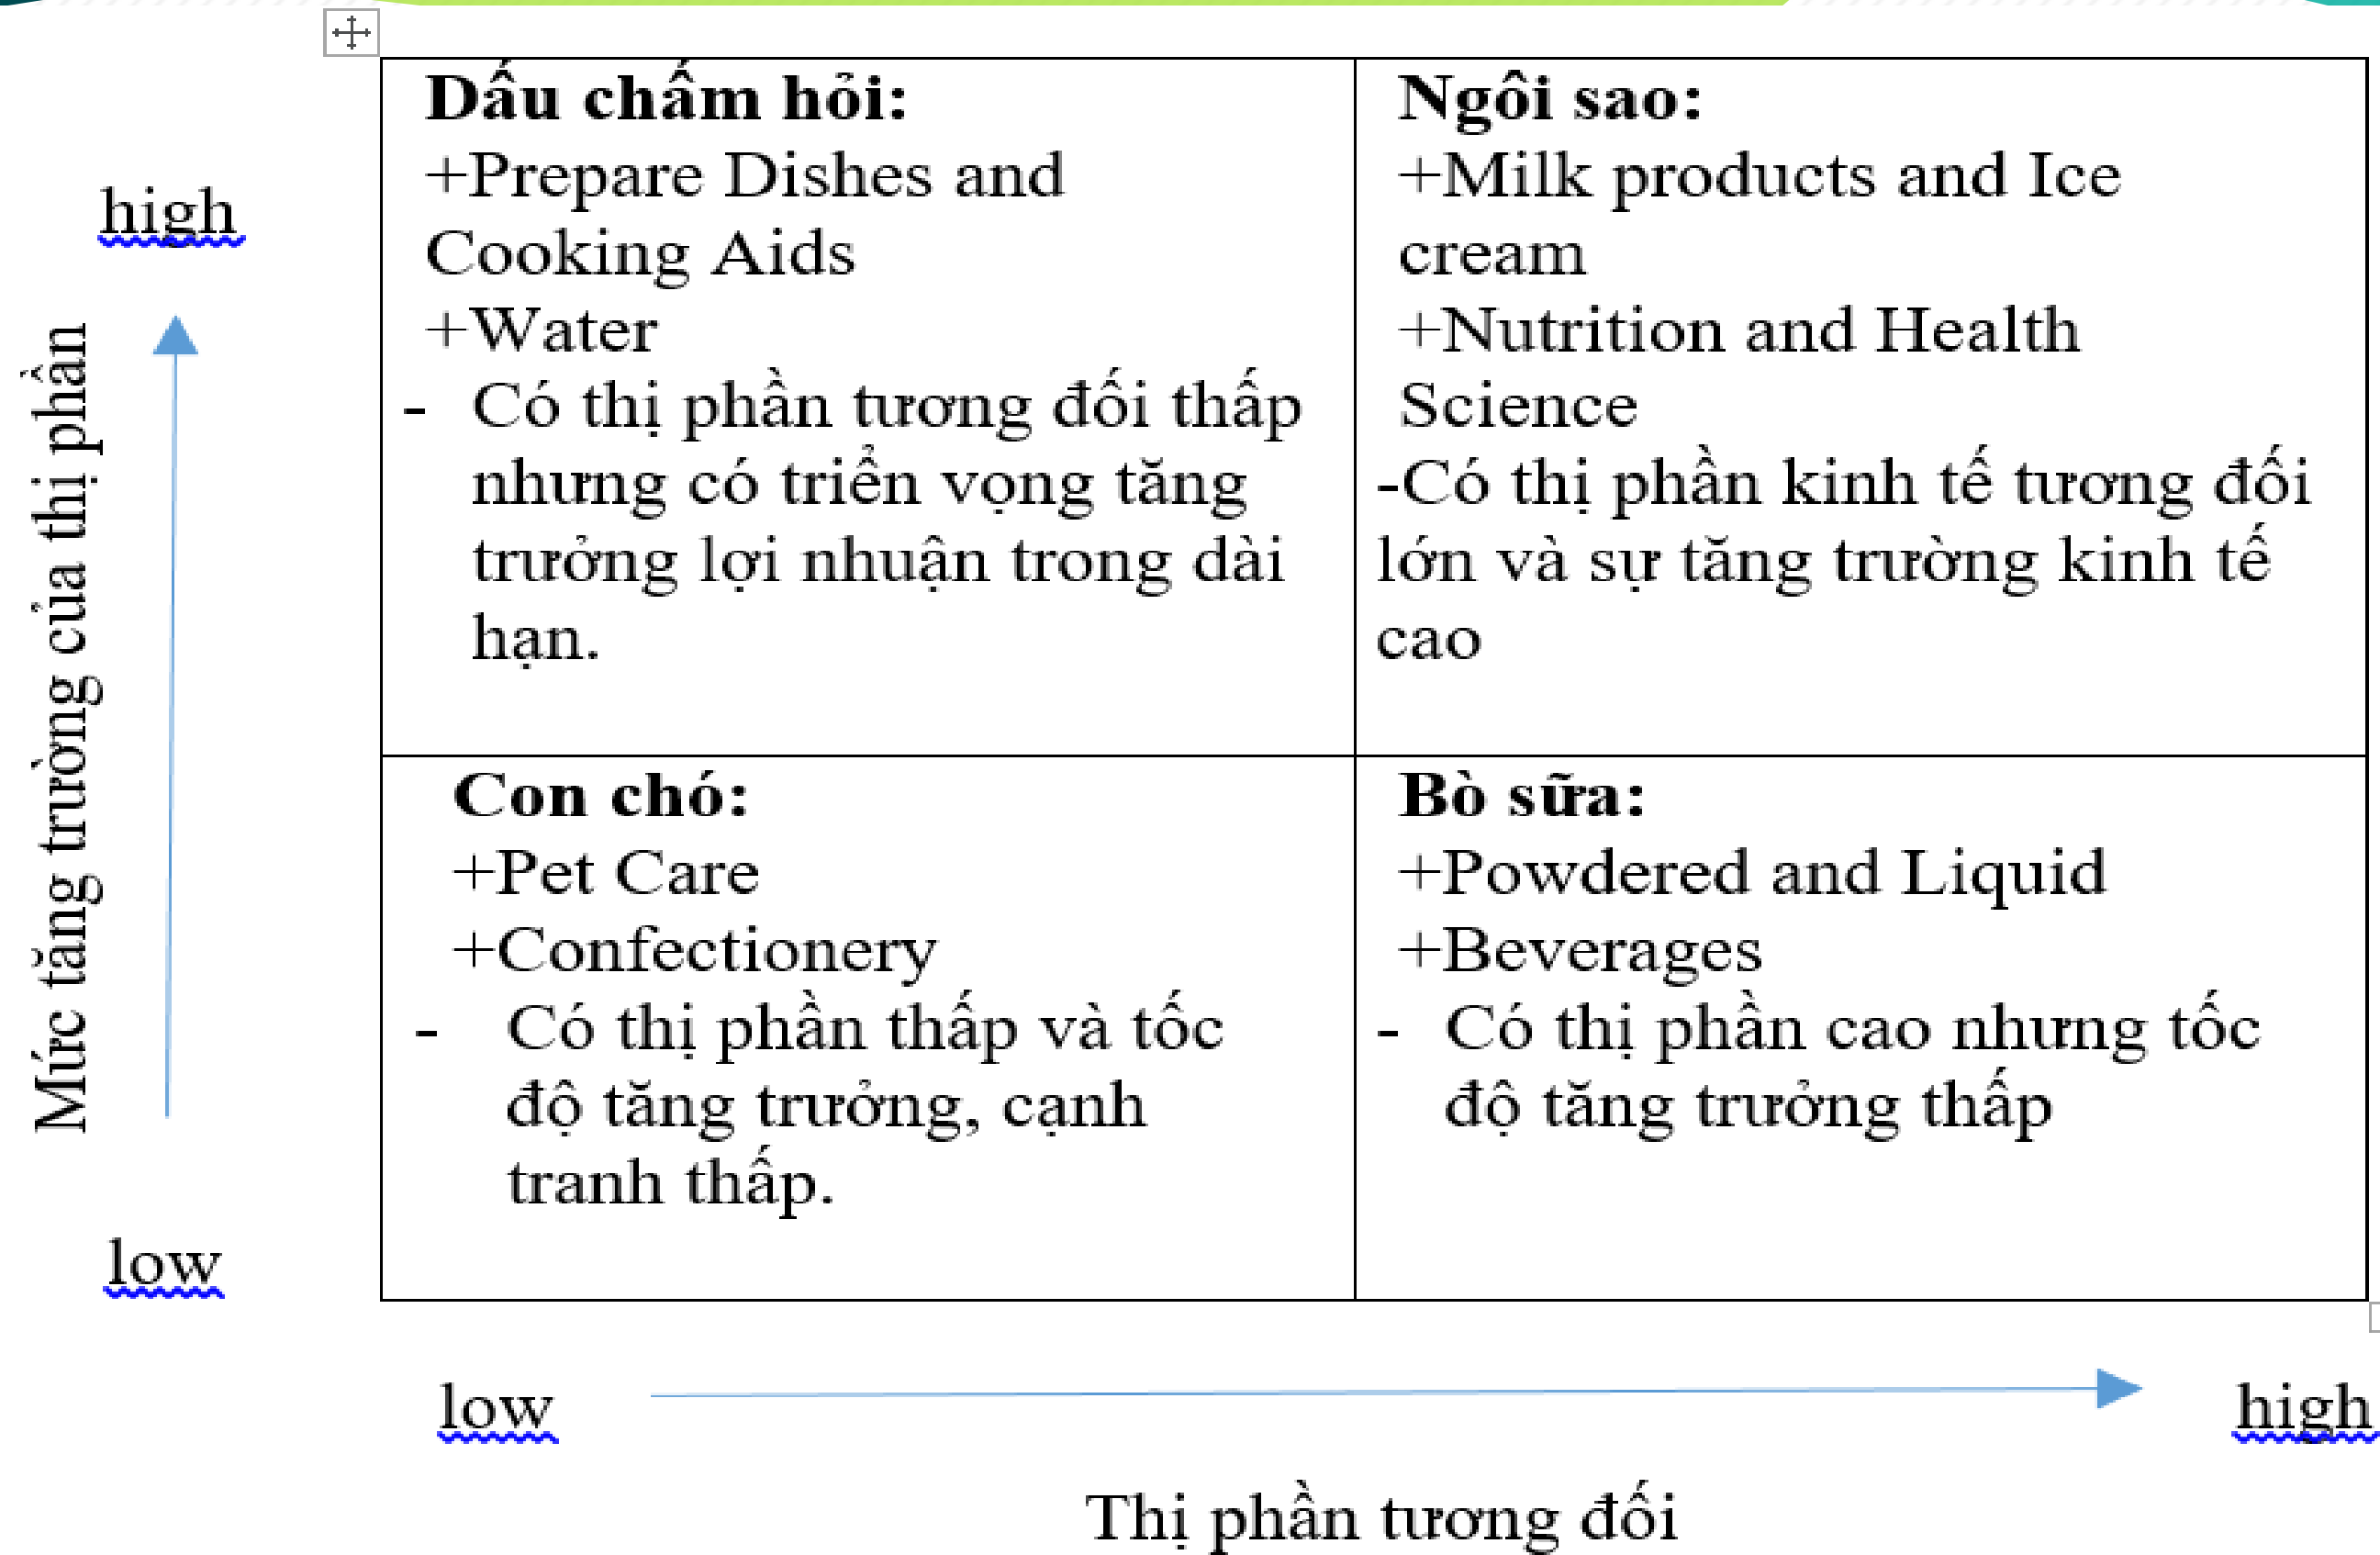 Dấu chấm hỏi:
+Prepare Dishes and
Cooking Aids
+Water
- Có thị phần tương đối thấp
nhưng có triển vọng tăng
trưởng lợi nhuận trong dài
hạn.
Ngôi sao:
+Milk products and Ice
cream
+Nutrition and Health
Science
-Có thị phần kinh tế tương đối
lớn và sự tăng trường kinh tế
cao
Con chó:
+Pet Care
+Confectionery
- Có thị phần thấp và tốc
độ tăng trưởng, cạnh
tranh thấp.
Bò sữa:
+Powdered and Liquid
+Beverages
- Có thị phần cao nhưng tốc
độ tăng trưởng thấp
high
Mức tăng trường của thị phần
low
low
high
Thị phần tương đối